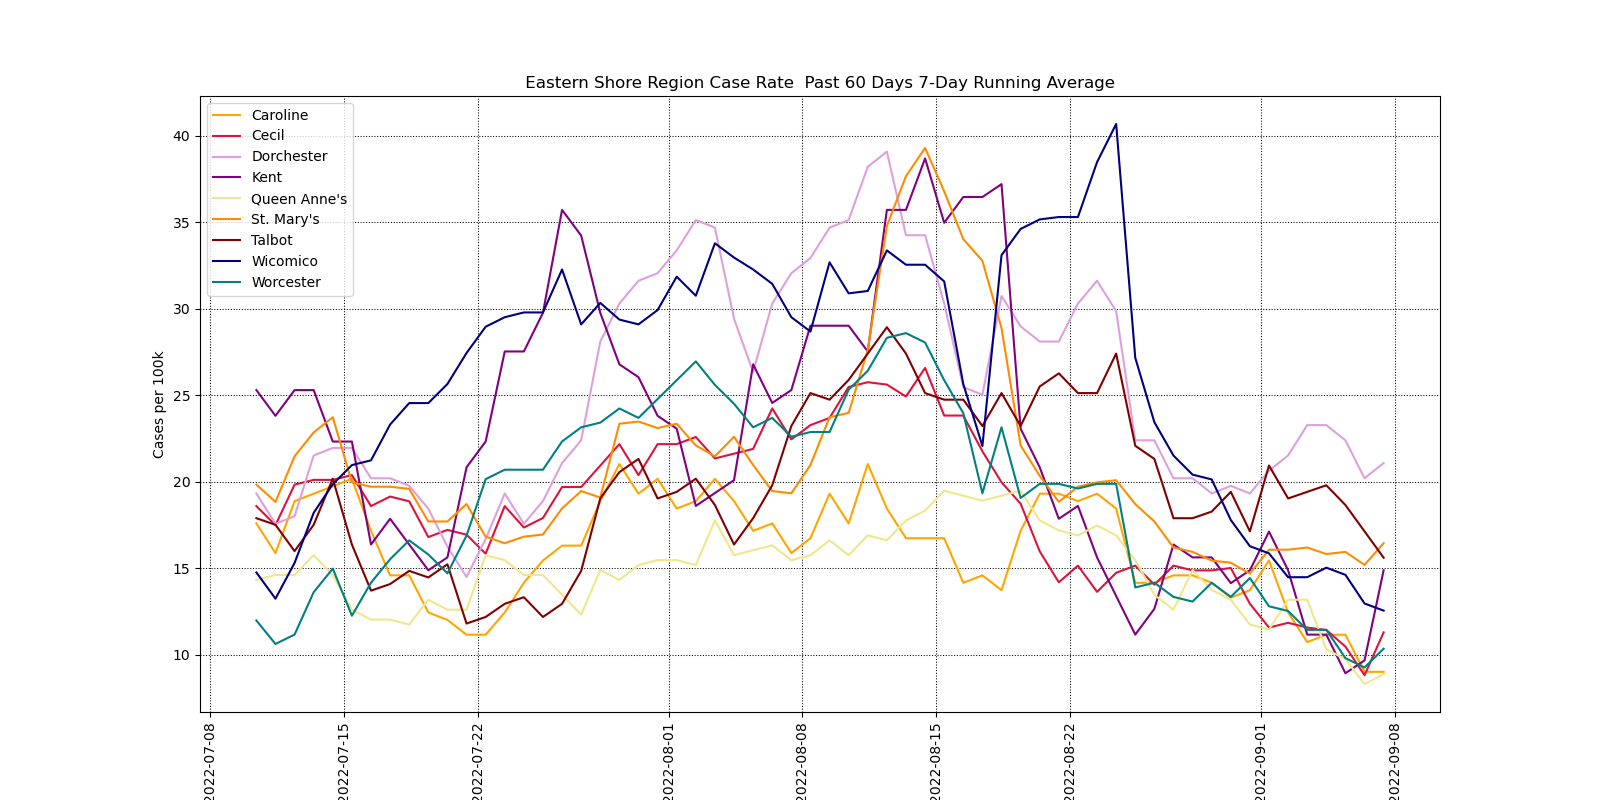 Eastern Shore Region Case Rate  Past 60 Days 7-Day Running Average
Caroline
Cecil
Dorchester
Kent
Queen Anne's
St. Mary's
Talbot
Wicomico
Worcester
Cases per 100k
40
35
30
25
20
15
10
2022-07-08
2022-07-15
2022-07-22
2022-08-01
2022-08-08
2022-08-15
2022-08-22
2022-09-01
2022-09-08